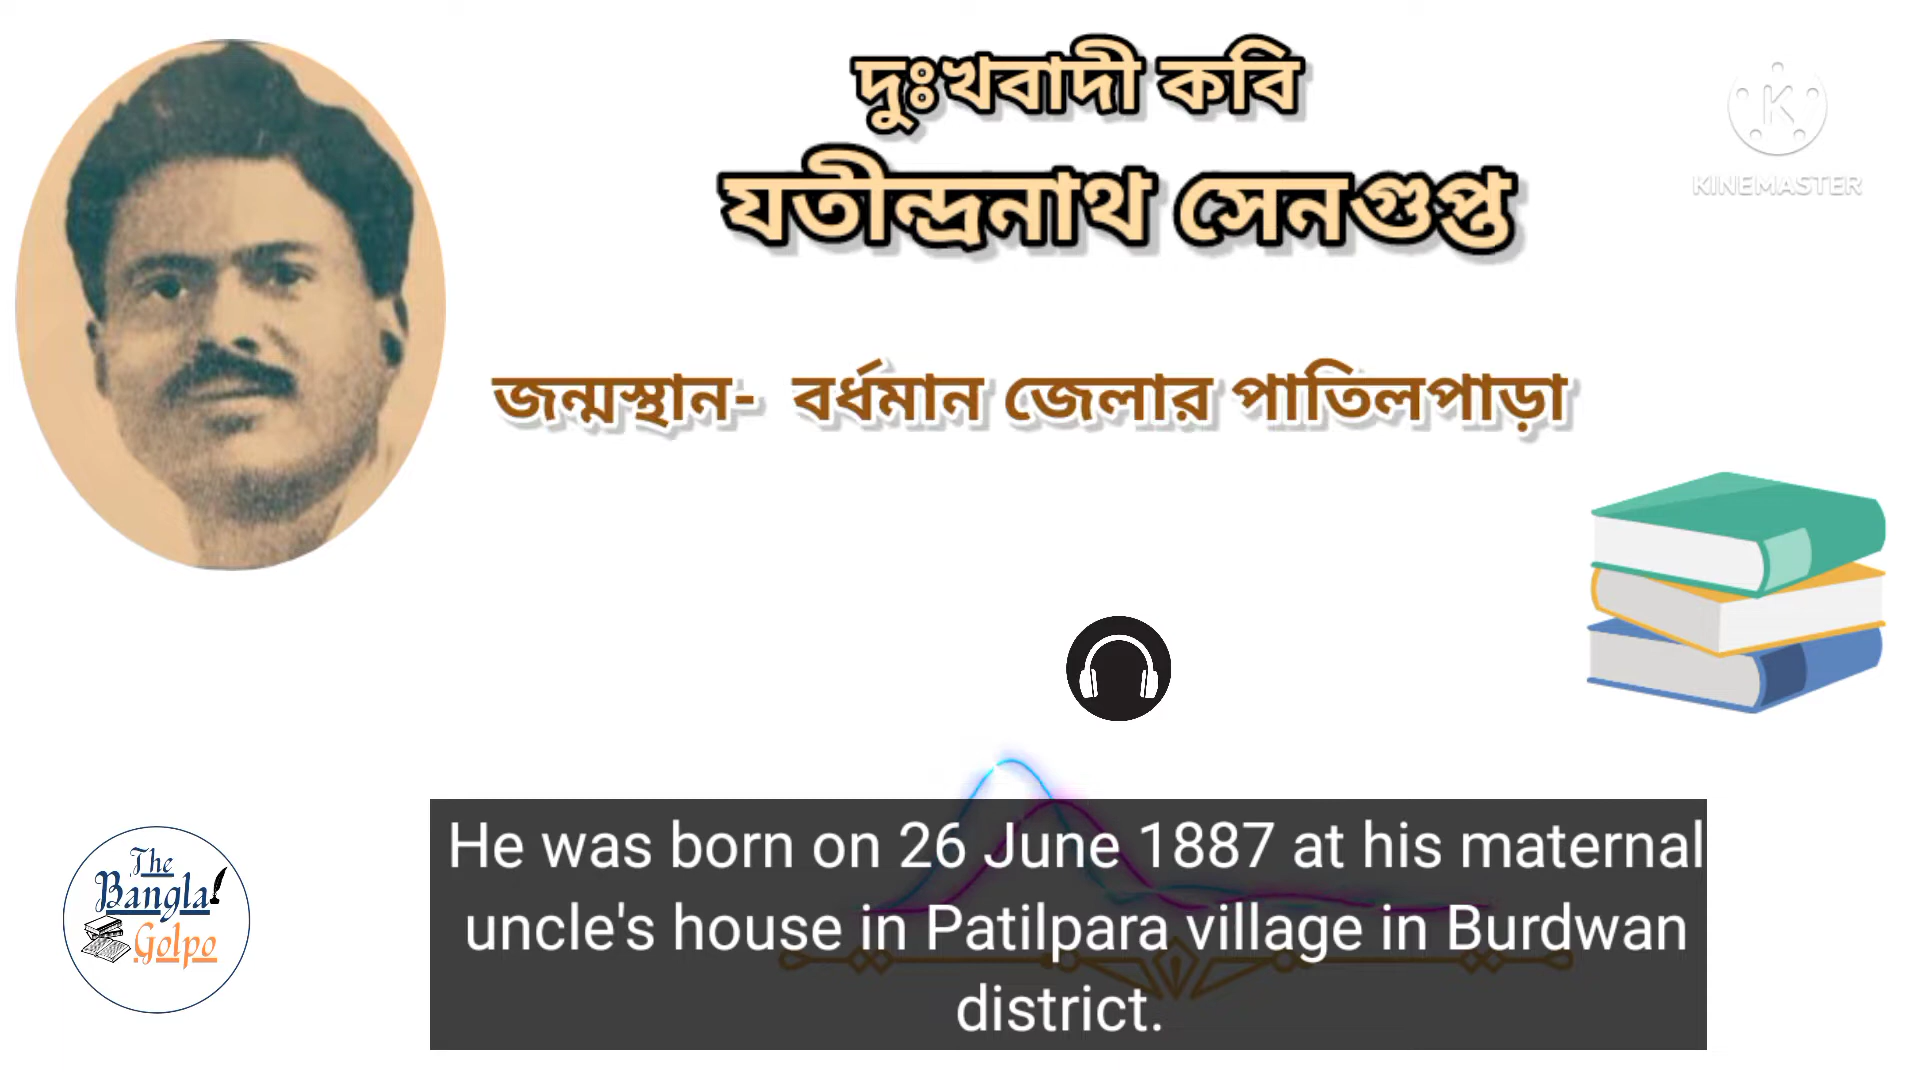 দুঃখবাদী কবি
যতীন্দ্রনাথ সেনগুপ্ত
KINEMASTER
জন্মস্থান- বর্ধমান জেলার পাতিলপাড়া
The
Bangla
Golpo
He was born on 26 June 1887 at his maternal
uncle's house in Patilpara village in Burdwan
district.